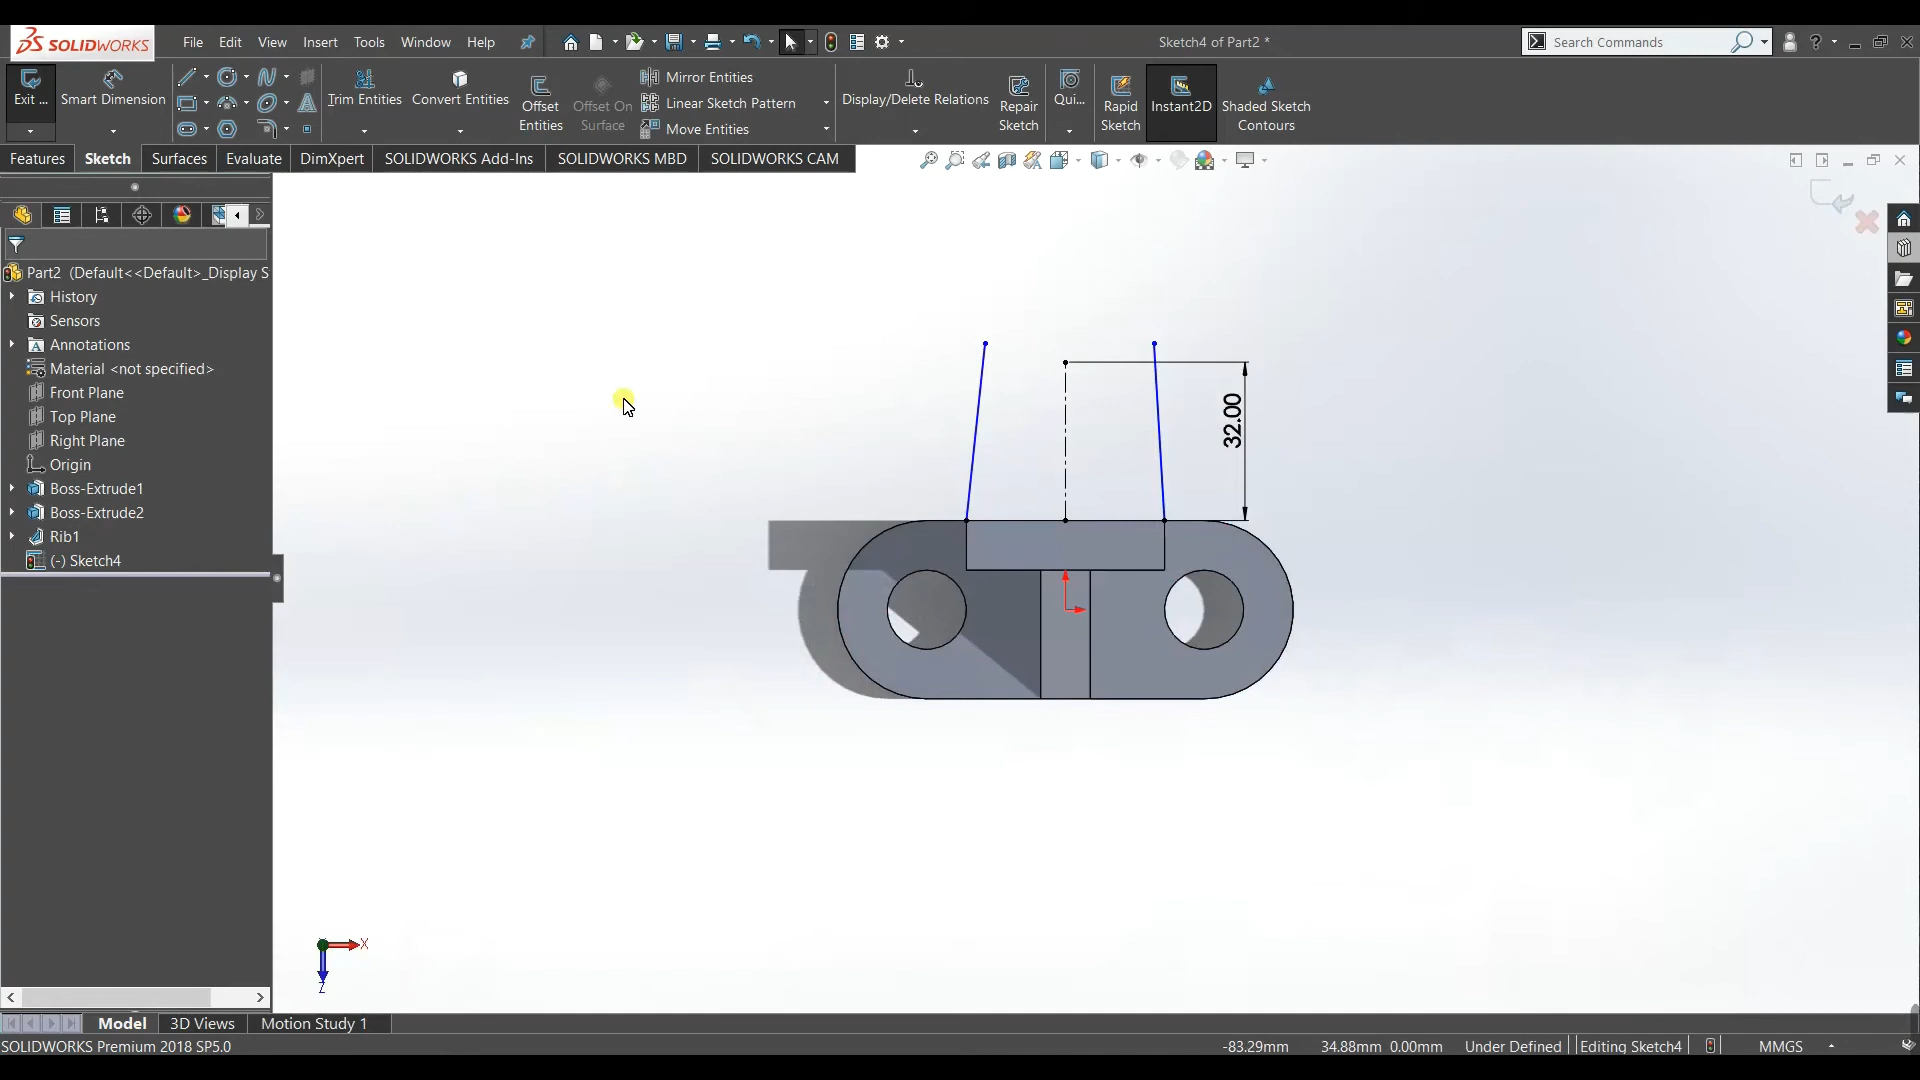 SOLIDWORKS
File Edit View Insert Tools Window Help
Sketch4 of Part2 *
Search Commands
Exit ...
Smart Dimension
Trim Entities
Convert Entities
Offset Entities
Offset On Surface
Mirror Entities
Linear Sketch Pattern
Move Entities
Display/Delete Relations
Repair Sketch
Qui...
Rapid Sketch
Instant2D
Shaded Sketch Contours
Features Sketch Surfaces Evaluate DimXpert SOLIDWORKS Add-Ins SOLIDWORKS MBD SOLIDWORKS CAM
Part2 (Default<<Default>_Display S
History
Sensors
Annotations
Material <not specified>
Front Plane
Top Plane
Right Plane
Origin
Boss-Extrude1
Boss-Extrude2
Rib1
(-) Sketch4
32.00
X
Z
Model 3D Views Motion Study 1
SOLIDWORKS Premium 2018 SP5.0
-83.29mm 34.88mm 0.00mm Under Defined Editing Sketch4 MMGS